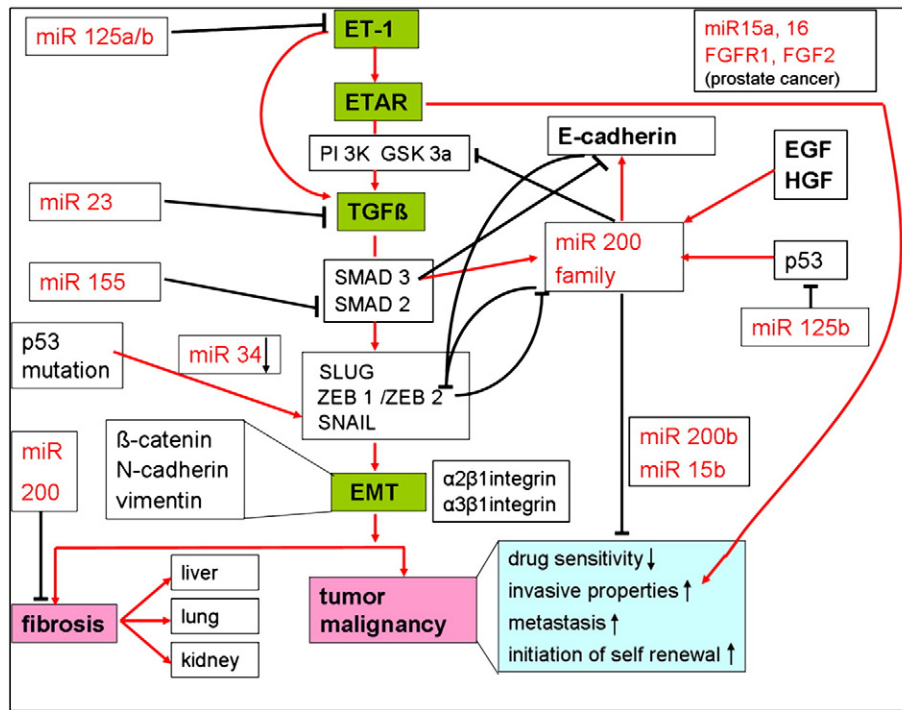 miR 125a/b
ET-1
miR15a, 16
FGFR1, FGF2
(prostate cancer)
ETAR
PI 3K GSK 3a
E-cadherin
EGF
HGF
miR 23
TGFß
miR 200
family
p53
miR 155
SMAD 3
SMAD 2
miR 125b
p53
mutation
miR 34↓
SLUG
ZEB 1 /ZEB 2
SNAIL
miR
200
ß-catenin
N-cadherin
vimentin
EMT
α2β1integrin
α3β1integrin
miR 200b
miR 15b
fibrosis
liver
lung
kidney
tumor
malignancy
drug sensitivity↓
invasive properties↑
metastasis↑
initiation of self renewal↑